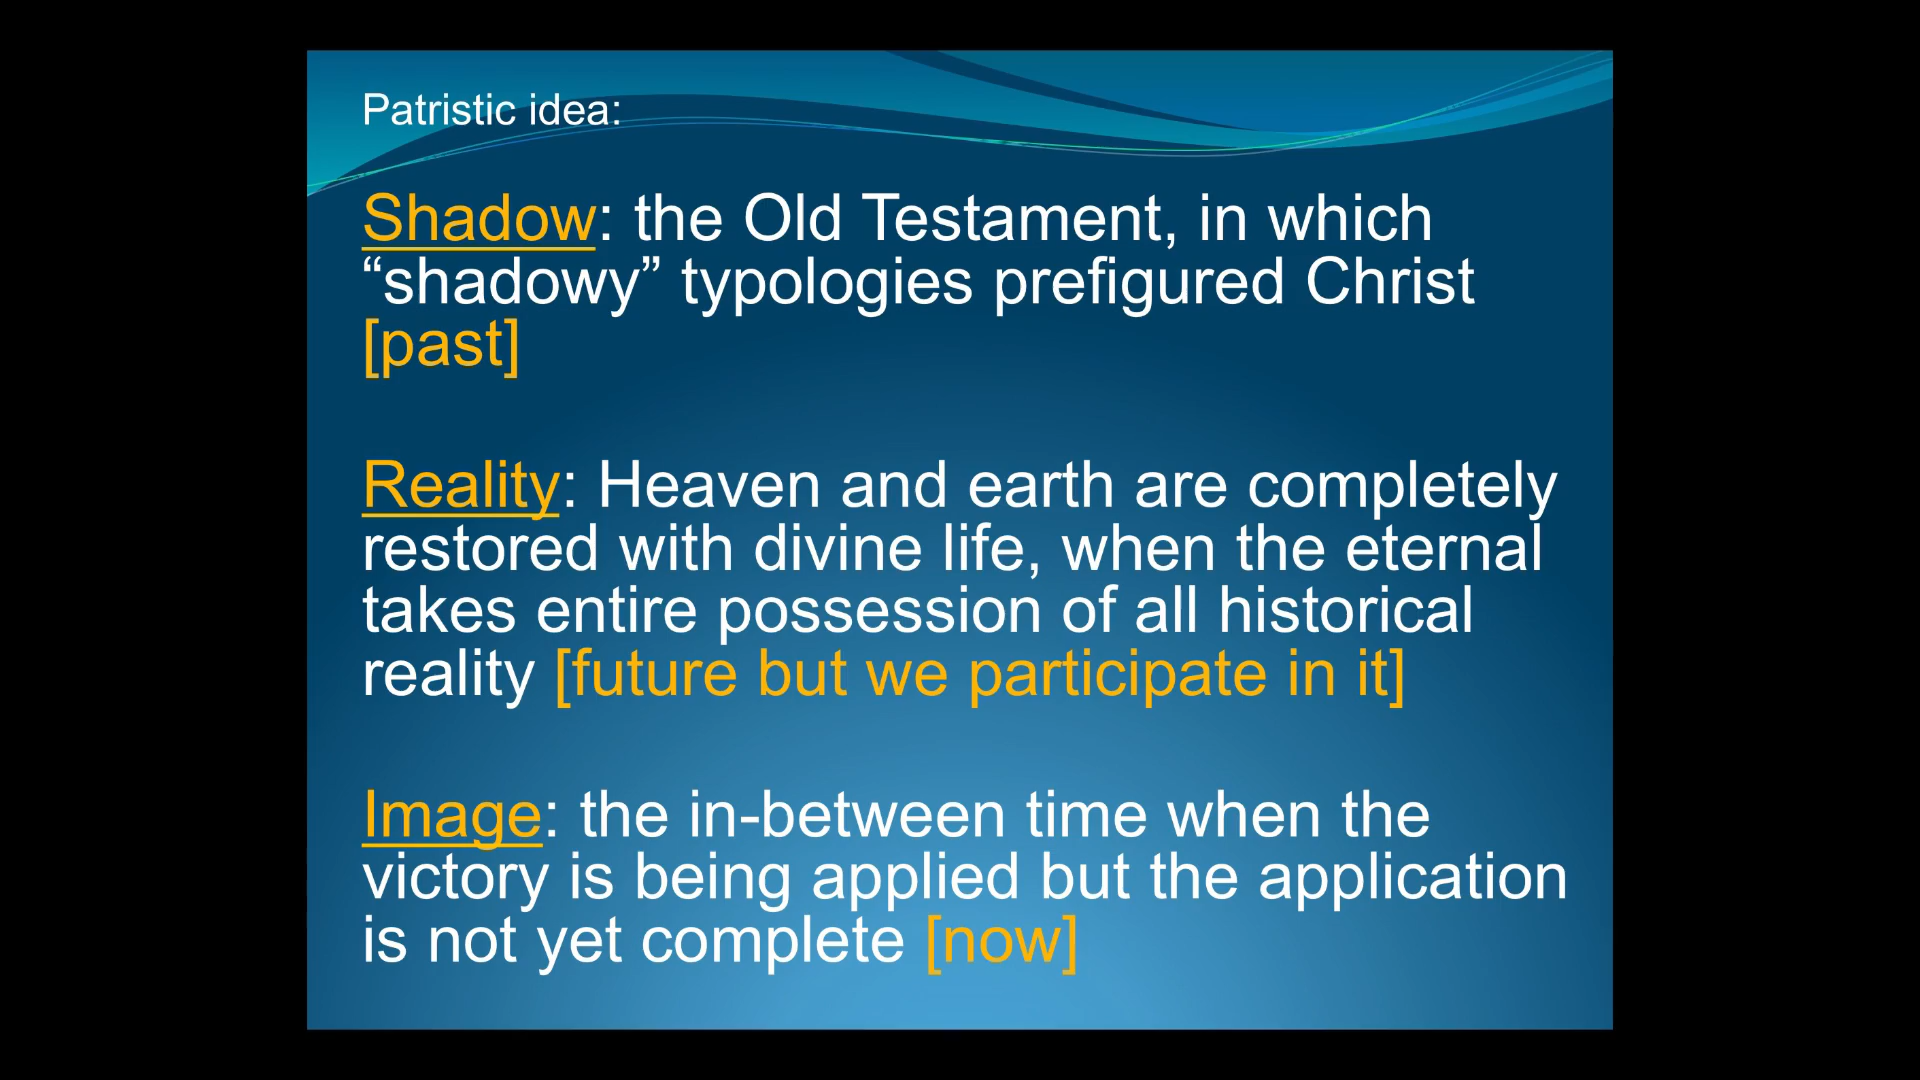 Patristic idea:
Shadow: the Old Testament, in which
“shadowy” typologies prefigured Christ
[past]
Reality: Heaven and earth are completely
restored with divine life, when the eternal
takes entire possession of all historical
reality [future but we participate in it]
Image: the in-between time when the
victory is being applied but the application
is not yet complete [now]